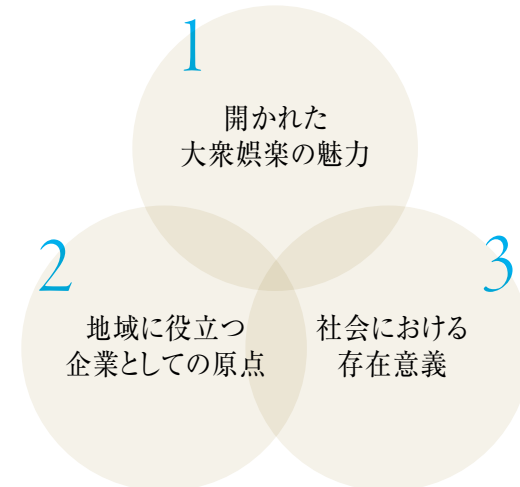 1
開かれた
大衆娯楽の魅力
2
地域に役立つ
企業としての原点
3
社会における
存在意義